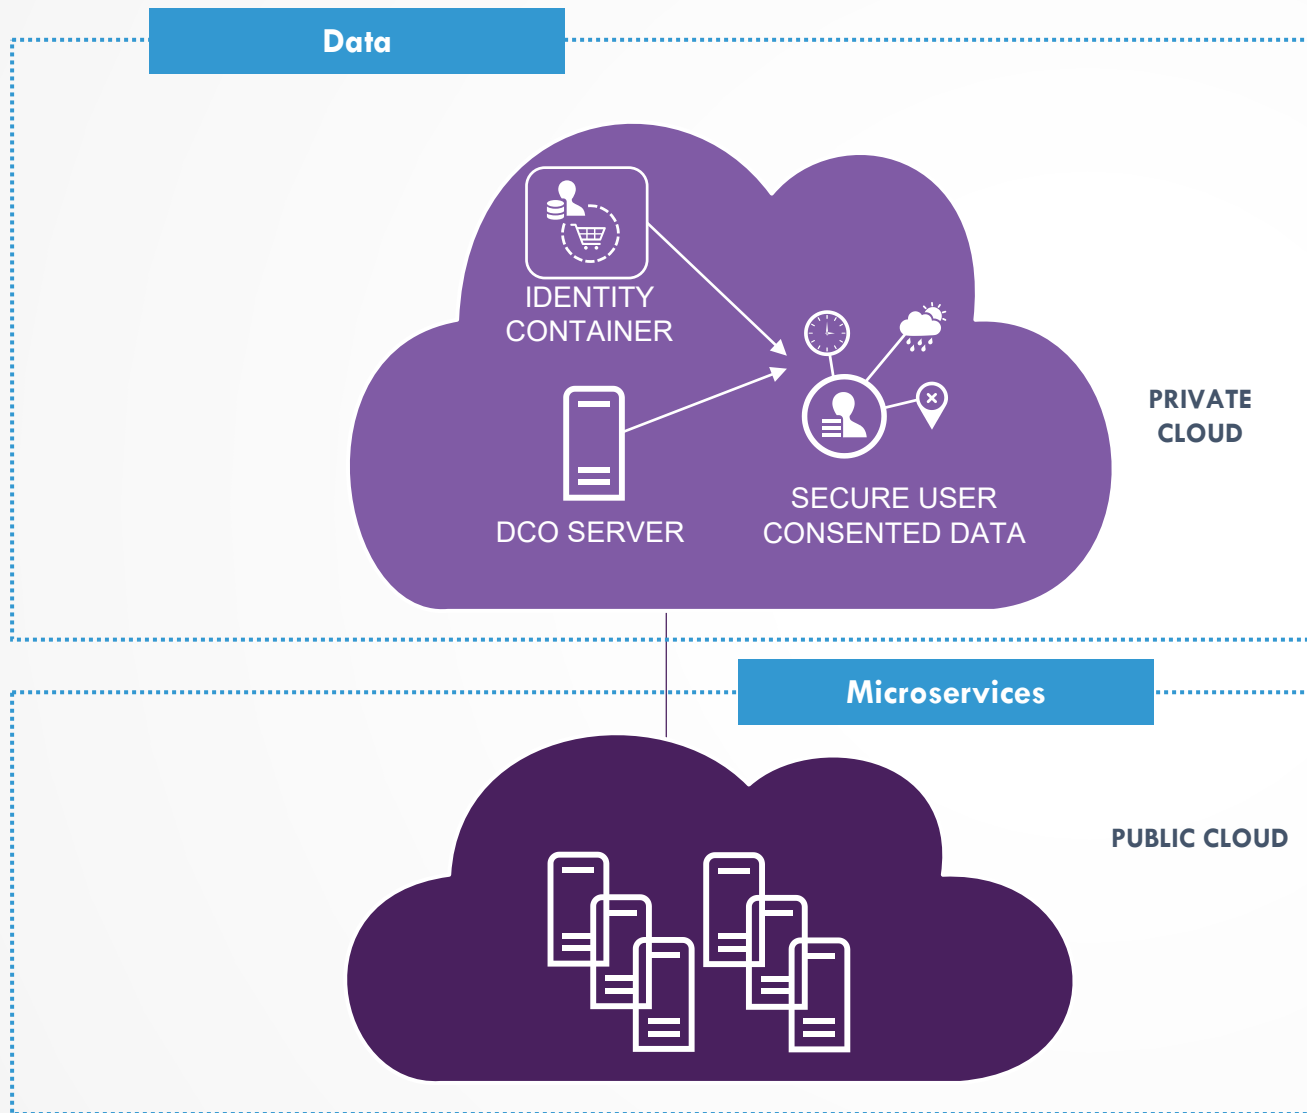 Data
IDENTITY
CONTAINER
DCO SERVER
SECURE USER
CONSENTED DATA
PRIVATE
CLOUD
Microservices
PUBLIC CLOUD